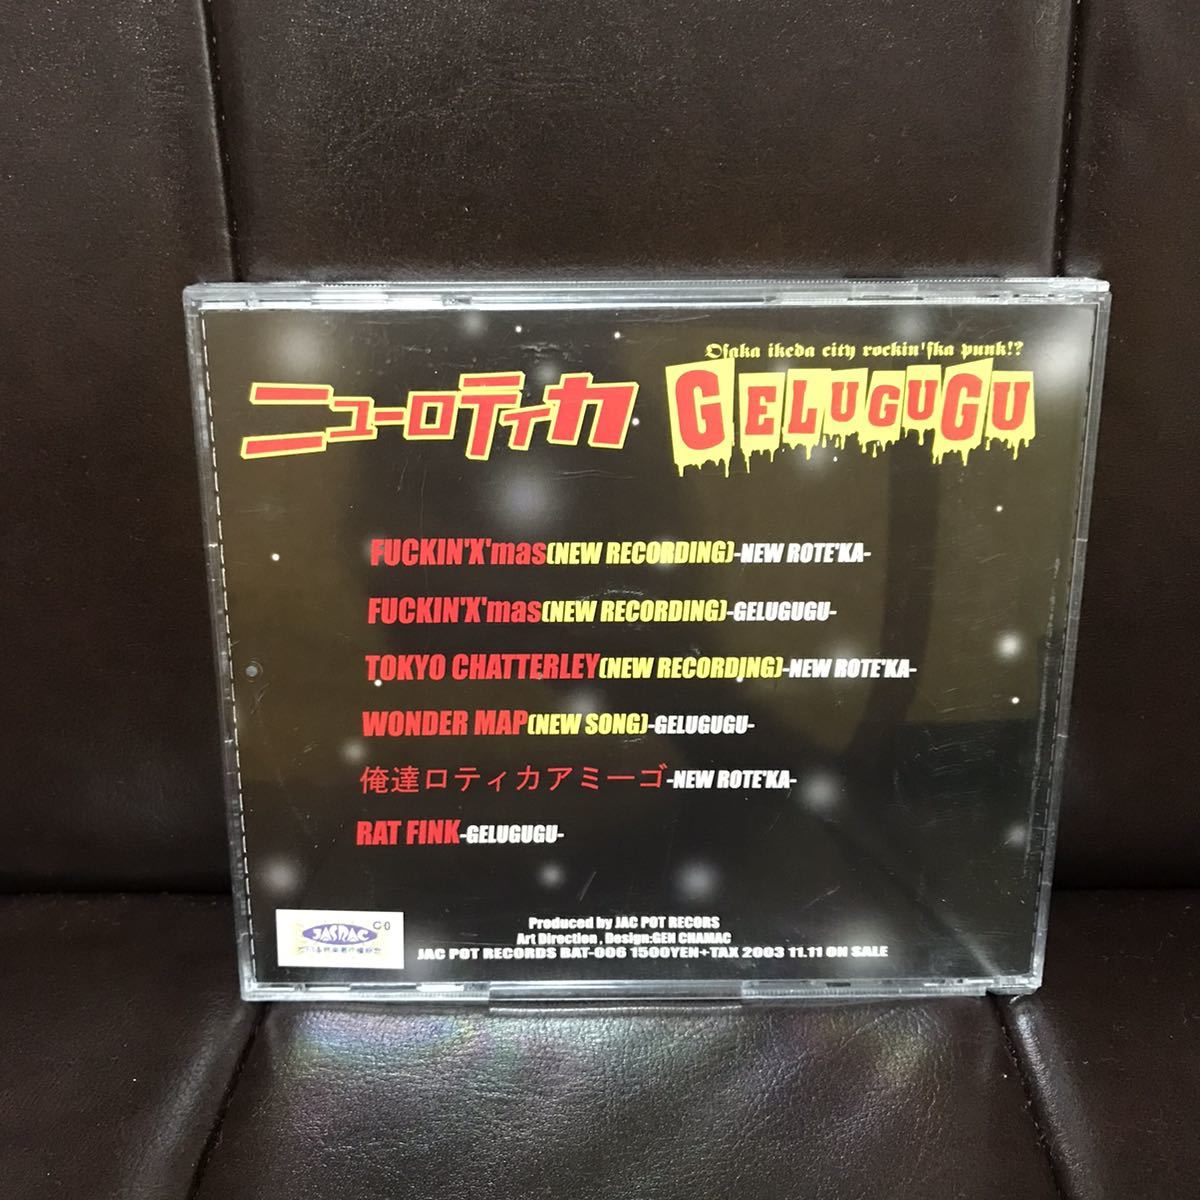 Osaka ikeda city rockin'ska punk!?
ニューロティカ GELUGUGU
FUCKIN'X'mas(NEW RECORDING)-NEW ROTE'KA-
FUCKIN'X'mas(NEW RECORDING)-GELUGUGU-
TOKYO CHATTERLEY(NEW RECORDING)-NEW ROTE'KA-
WONDER MAP(NEW SONG)-GELUGUGU-
俺達ロティカアミーゴ-NEW ROTE'KA-
RAT FINK-GELUGUGU-
JASRAC
Produced by JAC POT RECORS
Art Direction , Design:GEN CHAMAC
JAC POT RECORDS BAT-006 1500YEN+TAX 2003 11.11 ON SALE